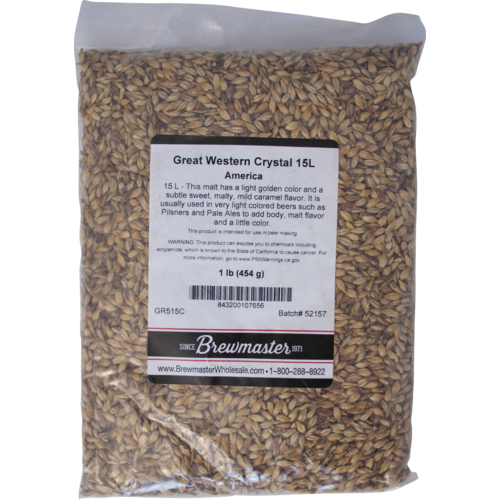 Great Western Crystal 15L
America
15 L - This malt has a light golden color and a
subtle sweet, malty, mild caramel flavor. It is
usually used in very light colored beers such as
Pilsners and Pale Ales to add body, malt flavor
and a little color.
This product is intended for use in beer making
WARNING: This product can expose you to chemicals including
acrylamide, which is known to the State of California to cause cancer. For
more information, go to www.P65Warnings.ca.gov
1 lb (454 g)
843200107656
GR515C Batch# 52157
SINCE Brewmaster 1971
www.BrewmasterWholesale.com • 1-800-288-8922